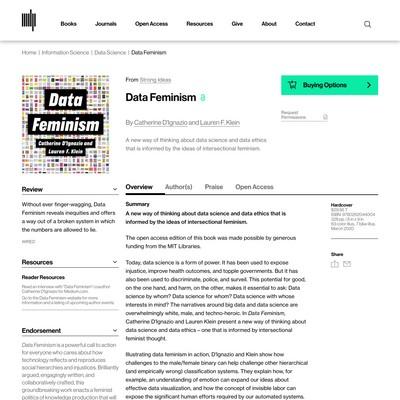 Books Journals Open Access Resources Give About Contact
Home | Information Science | Data Science | Data Feminism
Data
Feminism
Catherine D'Ignazio and
Lauren F. Klein
From Strong Ideas
Data Feminism
By Catherine D'Ignazio and Lauren F. Klein
A new way of thinking about data science and data ethics
that is informed by the ideas of intersectional feminism.
Buying Options
Request
Permissions
Review
Without ever finger-wagging, Data
Feminism reveals inequities and offers
a way out of a broken system in which
the numbers are allowed to lie.
WIRED
Resources
Reader Resources
Read an interview with "Data Feminism" coauthor
Catherine D'Ignazio for Medium.com.
Go to the Data Feminism website for more
information and a listing of upcoming author events.
Endorsement
Data Feminism is a powerful call to action
for everyone who cares about how
technology reflects and reproduces
social hierarchies and injustices. Brilliantly
argued, engagingly written, and
collaboratively crafted, this
groundbreaking work enacts a feminist
politics of knowledge production that will
Overview Author(s) Praise Open Access
Summary
A new way of thinking about data science and data ethics that is
informed by the ideas of intersectional feminism.
The open access edition of this book was made possible by generous
funding from the MIT Libraries.
Today, data science is a form of power. It has been used to expose
injustice, improve health outcomes, and topple governments. But it has
also been used to discriminate, police, and surveil. This potential for good,
on the one hand, and harm, on the other, makes it essential to ask: Data
science by whom? Data science for whom? Data science with whose
interests in mind? The narratives around big data and data science are
overwhelmingly white, male, and techno-heroic. In Data Feminism,
Catherine D'Ignazio and Lauren Klein present a new way of thinking about
data science and data ethics – one that is informed by intersectional
feminist thought.
Illustrating data feminism in action, D'Ignazio and Klein show how
challenges to the male/female binary can help challenge other hierarchical
(and empirically wrong) classification systems. They explain how, for
example, an understanding of emotion can expand our ideas about
effective data visualization, and how the concept of invisible labor can
expose the significant human efforts required by our automated systems.
Hardcover
ISBN: 9780262044004
March 2020
Share